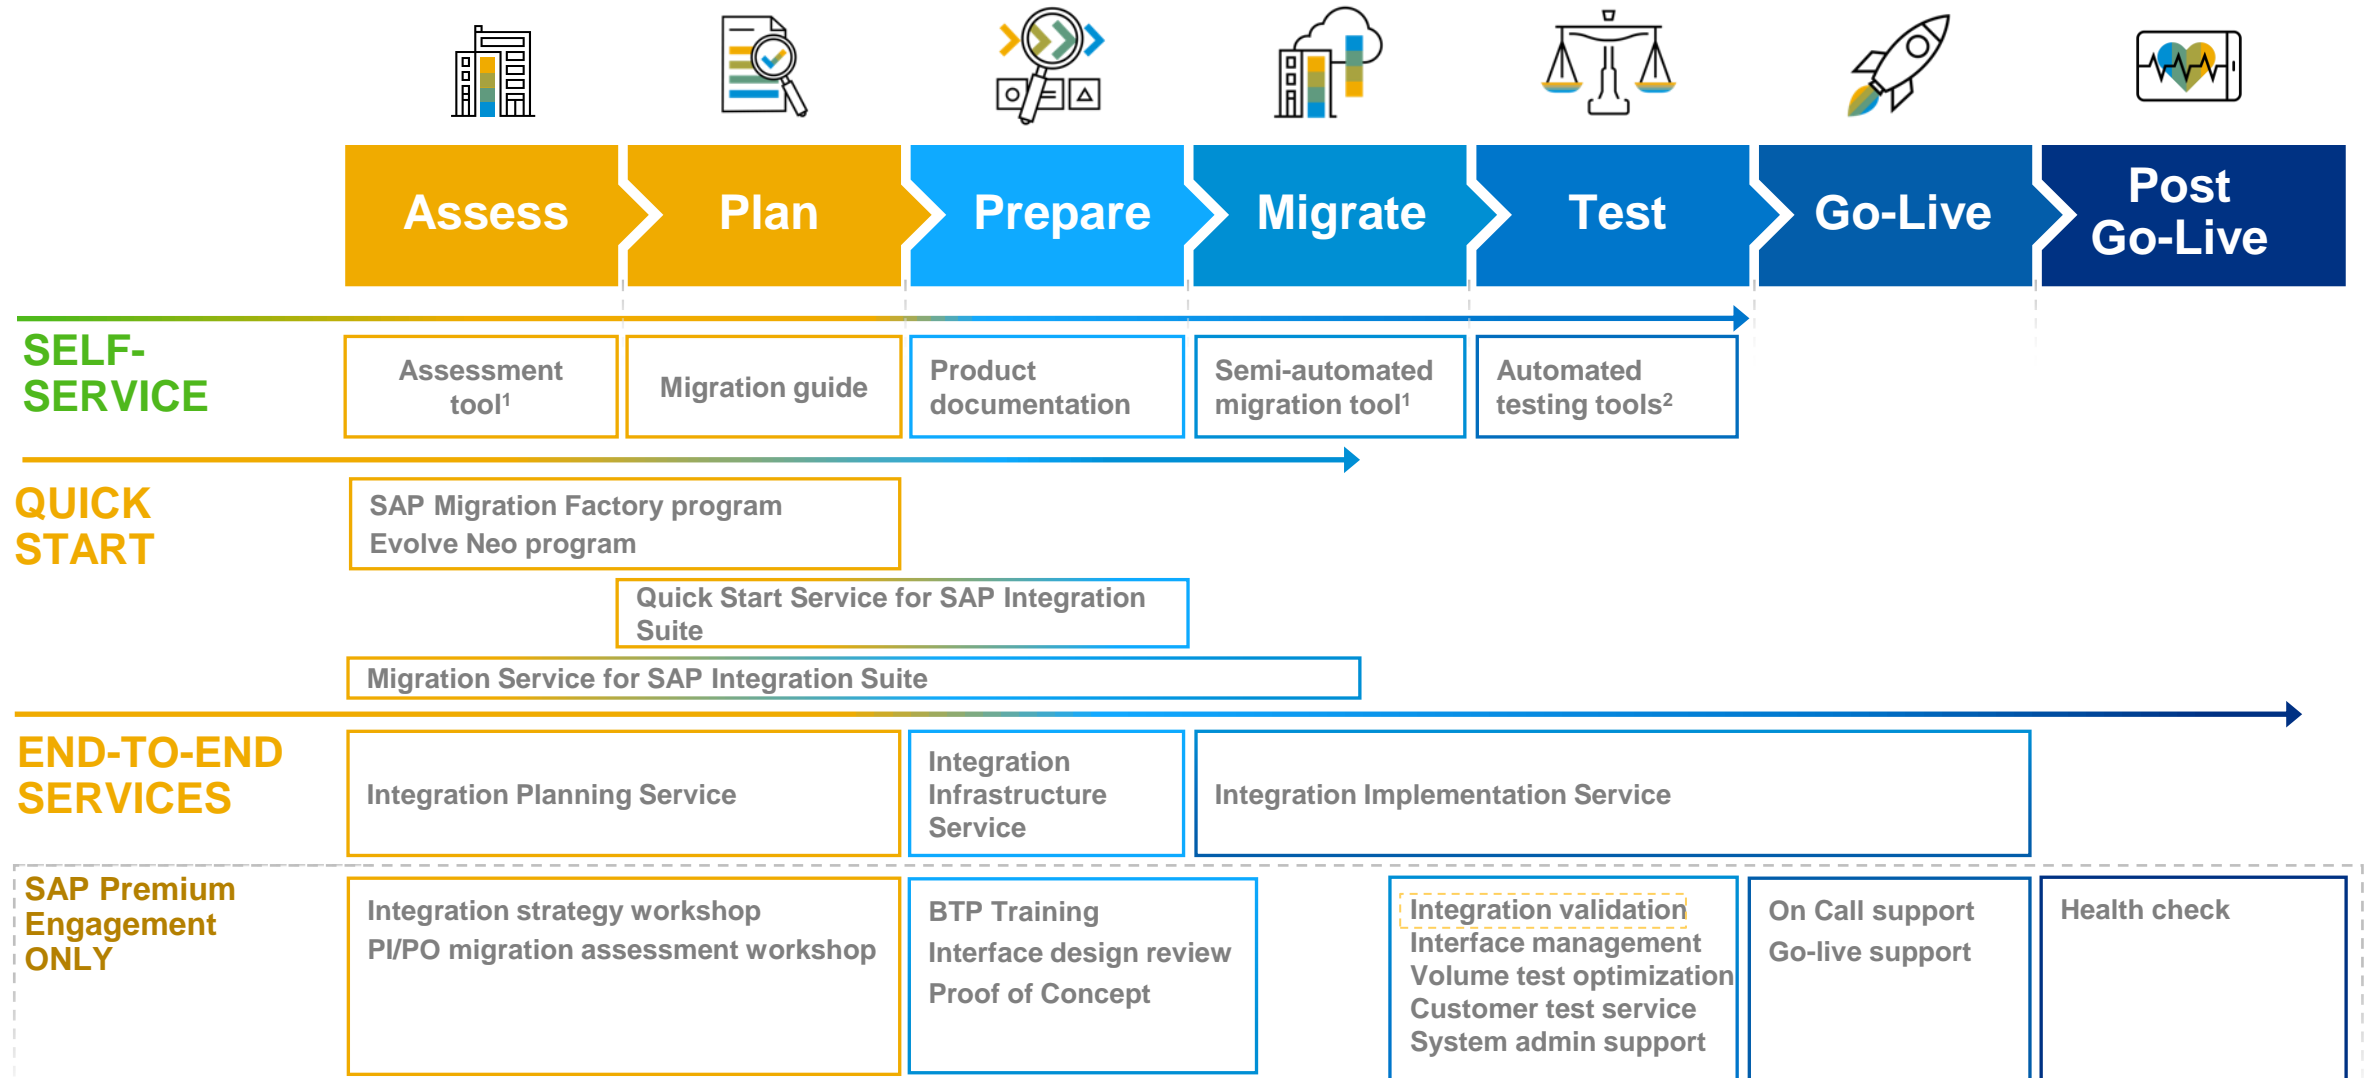 Assess
Plan
Prepare
Migrate
Test
Go-Live
Post
Go-Live
SELF-
SERVICE
Assessment
tool¹
Migration guide
Product
documentation
Semi-automated
migration tool¹
Automated
testing tools²
QUICK
START
SAP Migration Factory program
Evolve Neo program
Quick Start Service for SAP Integration
Suite
Migration Service for SAP Integration Suite
END-TO-END
SERVICES
Integration Planning Service
Integration
Infrastructure
Service
Integration Implementation Service
SAP Premium
Engagement
ONLY
Integration strategy workshop
PI/PO migration assessment workshop
BTP Training
Interface design review
Proof of Concept
Integration validation
Interface management
Volume test optimization
Customer test service
System admin support
On Call support
Go-live support
Health check